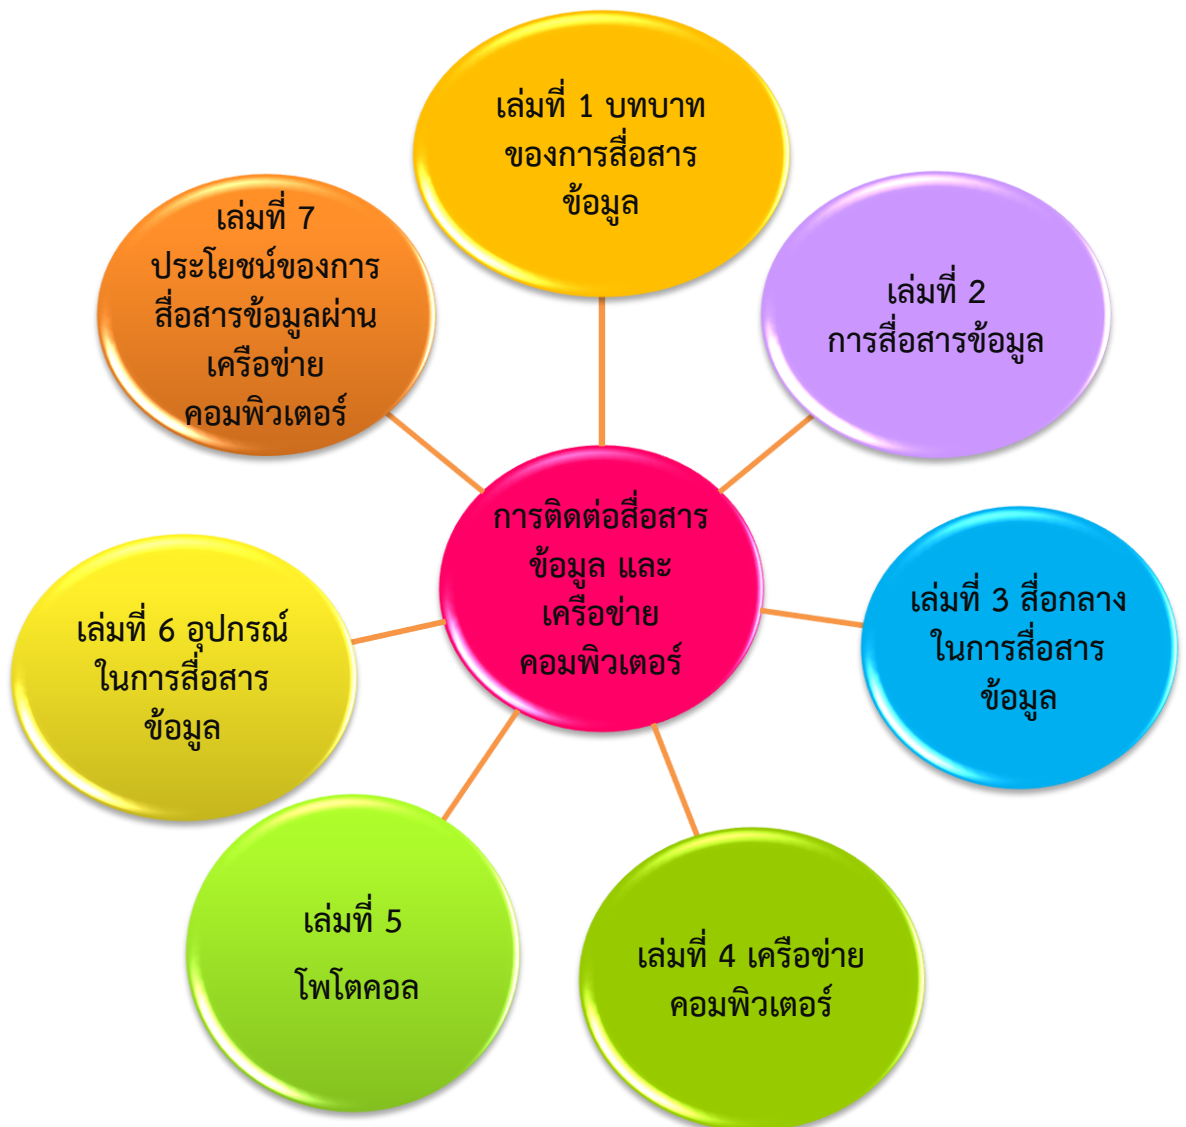 เล่มที่ 1 บทบาท
ของการสื่อสาร
ข้อมูล
เล่มที่ 2
การสื่อสารข้อมูล
เล่มที่ 3 สื่อกลาง
ในการสื่อสาร
ข้อมูล
เล่มที่ 4 เครือข่าย
คอมพิวเตอร์
เล่มที่ 5
โพโตคอล
เล่มที่ 6 อุปกรณ์
ในการสื่อสาร
ข้อมูล
เล่มที่ 7
ประโยชน์ของการ
สื่อสารข้อมูลผ่าน
เครือข่าย
คอมพิวเตอร์
การติดต่อสื่อสาร
ข้อมูล และ
เครือข่าย
คอมพิวเตอร์